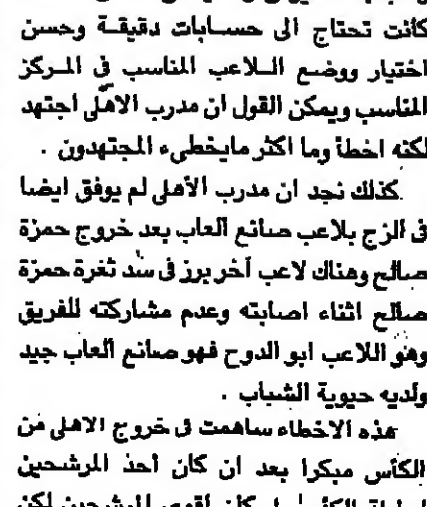 كانت تحتاج الى حسابات دقيقة وحسن
اختيار ووضع اللاعب المناسب في المركز
المناسب ويمكن القول ان مدرب الاهلى اجتهد
لكنه اخطأ وما اكثر مايخطىء المجتهدون .
كذلك نجد ان مدرب الأهلى لم يوفق ايضا
فى الزج بلاعب صانع العاب بعد خروج حمزة
صالح وهناك لاعب آخر برز فى سد ثغرة حمزة
صالح اثناء اصابته وعدم مشاركته للفريق
وهو اللاعب ابو الدوح فهو صانع العاب جيد
ولديه حيوية الشباب .
هذه الاخطاء ساهمت فى خروج الاهلى من
الكأس مبكرا بعد ان كان أحد المرشحين